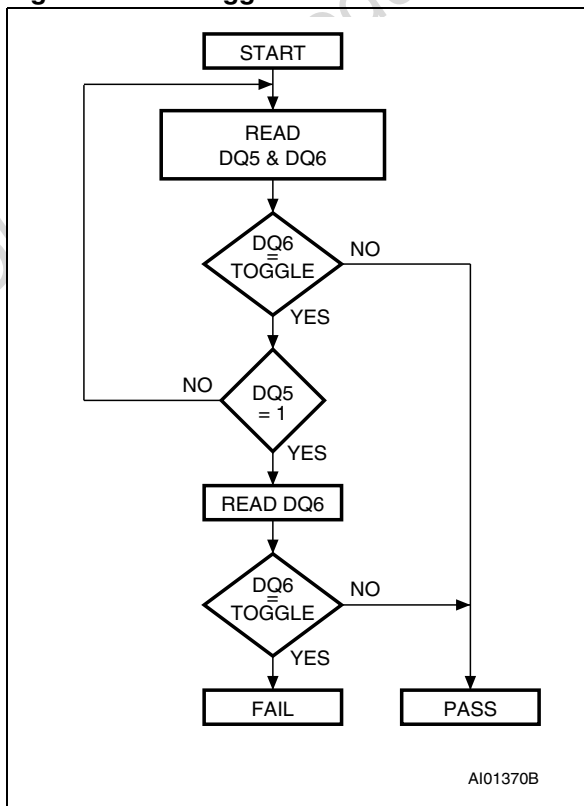 START
READ
DQ5 & DQ6
DQ6
=
TOGGLE
NO
YES
NO
DQ5
= 1
YES
READ DQ6
DQ6
=
TOGGLE
NO
YES
FAIL
PASS
AI01370B